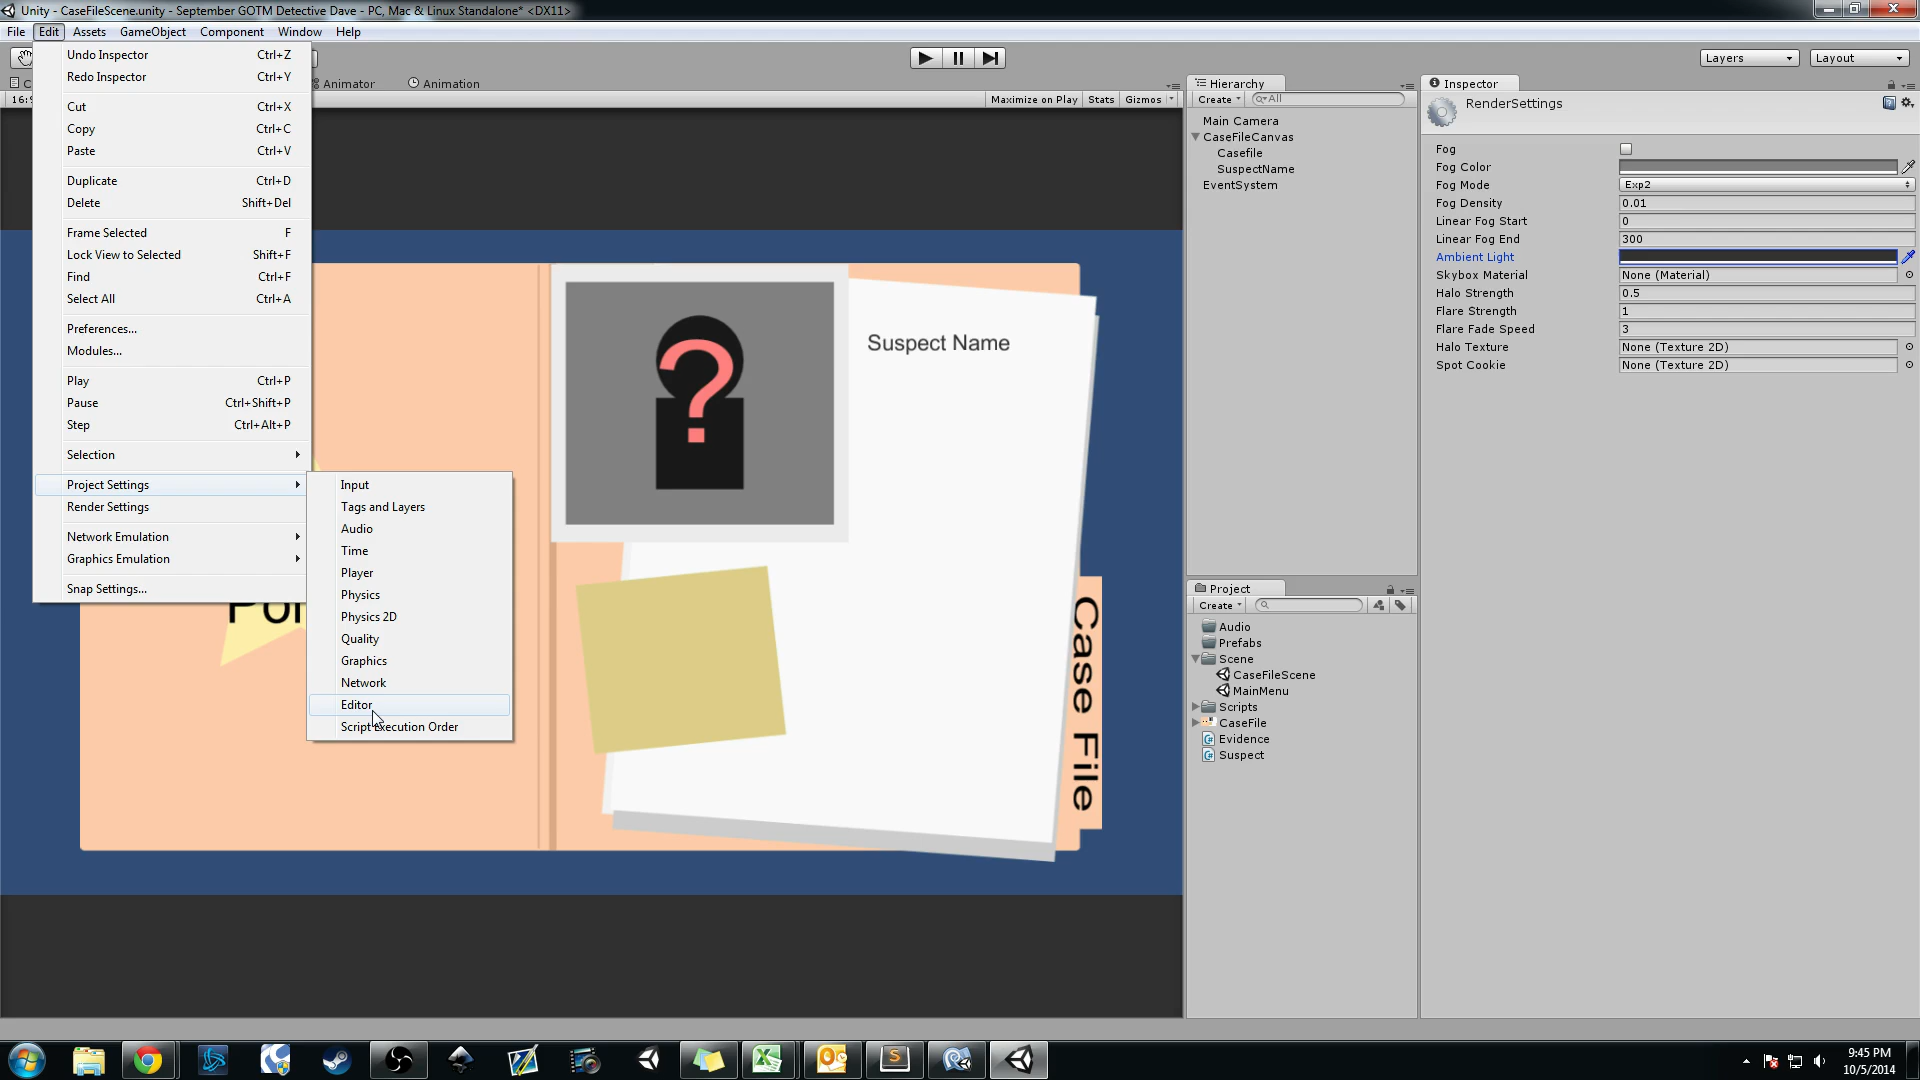 Unity - CaseFileScene.unity - September GOTM Detective Dave - PC, Mac & Linux Standalone* <DX11>
File Edit Assets GameObject Component Window Help
Layers
Layout
Undo Inspector Ctrl+Z
Redo Inspector Ctrl+Y
Cut Ctrl+X
Copy Ctrl+C
Paste Ctrl+V
Duplicate Ctrl+D
Delete Shift+Del
Frame Selected F
Lock View to Selected Shift+F
Find Ctrl+F
Select All Ctrl+A
Preferences...
Modules...
Play Ctrl+P
Pause Ctrl+Shift+P
Step Ctrl+Alt+P
Selection
Project Settings
Render Settings
Network Emulation
Graphics Emulation
Snap Settings...
Input
Tags and Layers
Audio
Time
Player
Physics
Physics 2D
Quality
Graphics
Network
Editor
Script Execution Order
Animator
Animation
16:9
Maximize on Play Stats Gizmos
?
Suspect Name
Case File
Hierarchy
Create All
Main Camera
CaseFileCanvas
Casefile
SuspectName
EventSystem
Project
Create
Audio
Prefabs
Scene
CaseFileScene
MainMenu
Scripts
CaseFile
Evidence
Suspect
Inspector
RenderSettings
Fog
Fog Color
Fog Mode Exp2
Fog Density 0.01
Linear Fog Start 0
Linear Fog End 300
Ambient Light
Skybox Material None (Material)
Halo Strength 0.5
Flare Strength 1
Flare Fade Speed 3
Halo Texture None (Texture 2D)
Spot Cookie None (Texture 2D)
9:45 PM
10/5/2014